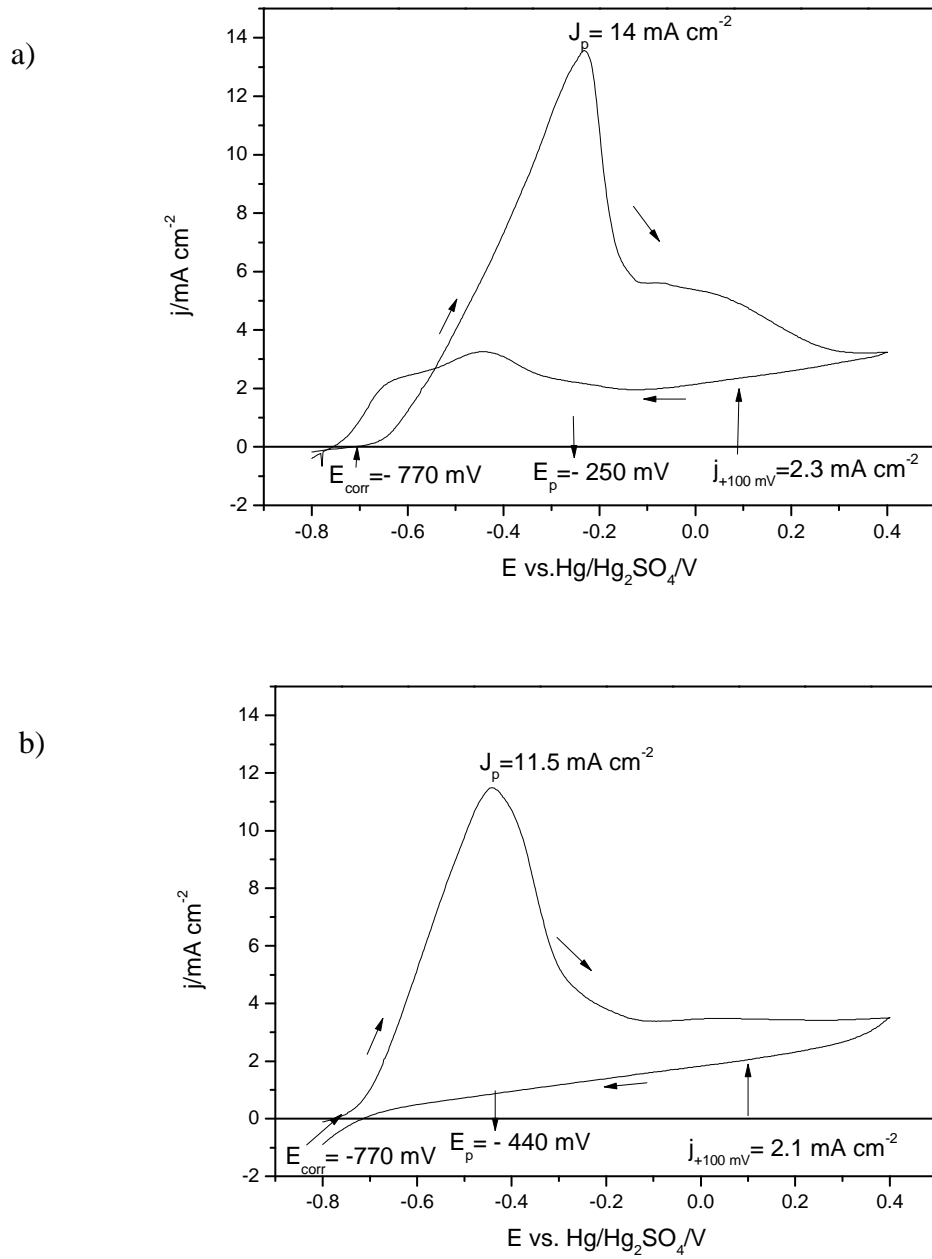 a)
J_p = 14 mA cm^-2
14
12
10
8
6
4
2
0
-2
j/mA cm^-2
E_corr=- 770 mV
E_p=- 250 mV
j_+100 mV=2.3 mA cm^-2
-0.8 -0.6 -0.4 -0.2 0.0 0.2 0.4
E vs.Hg/Hg_2SO_4/V
b)
J_p=11.5 mA cm^-2
14
12
10
8
6
4
2
0
-2
j/mA cm^-2
E_corr= -770 mV
E_p= - 440 mV
j_+100 mV= 2.1 mA cm^-2
-0.8 -0.6 -0.4 -0.2 0.0 0.2 0.4
E vs. Hg/Hg_2SO_4/V